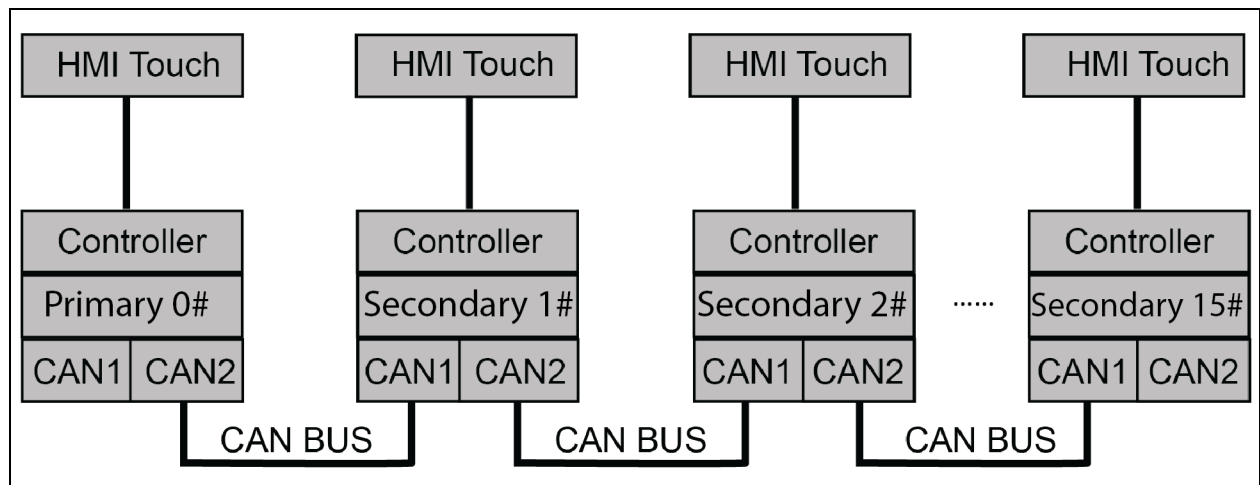 HMI Touch HMI Touch HMI Touch HMI Touch
Controller Controller Controller Controller
Primary 0# Secondary 1# Secondary 2# ...... Secondary 15#
CAN1 CAN2 CAN1 CAN2 CAN1 CAN2 CAN1 CAN2
CAN BUS CAN BUS CAN BUS